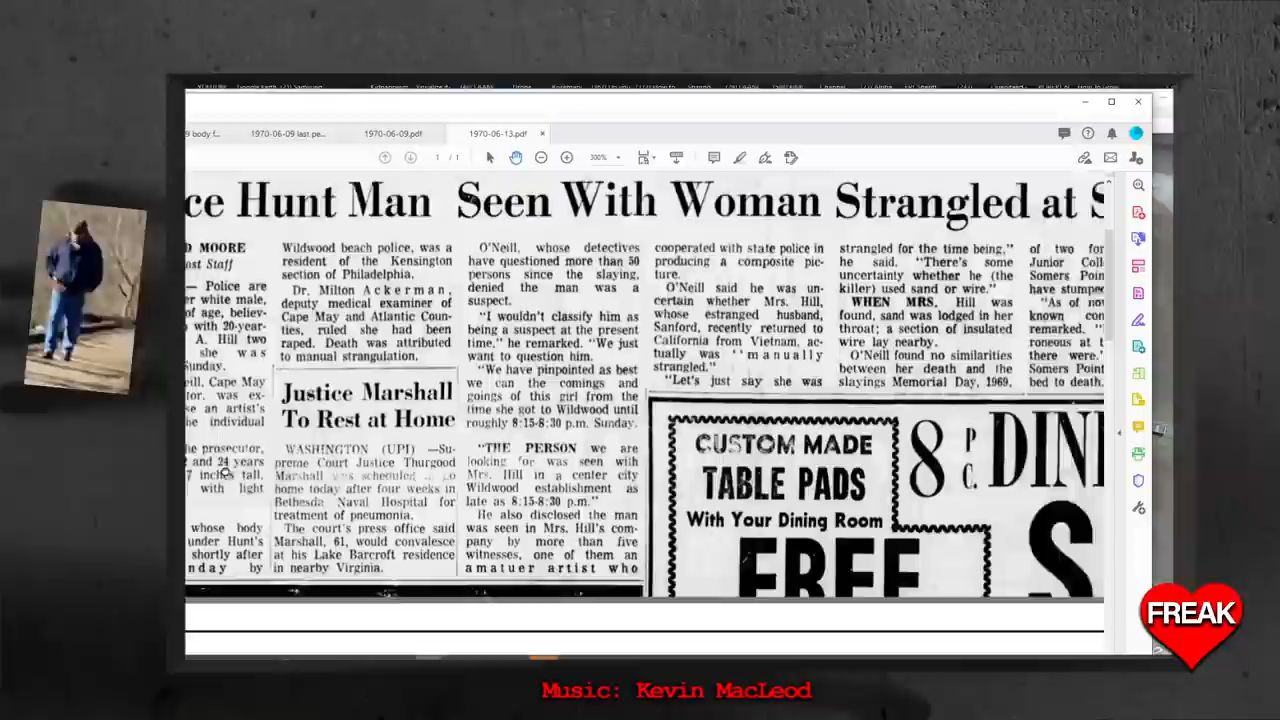 1970-06-09 last pe...
1970-06-09.pdf
1970-06-13.pdf
1 / 1
300%
ce Hunt Man Seen With Woman Strangled at S
D MOORE
ost Staff
— Police are
er white male,
of age, believ-
with 20-year-
A. Hill two
she was
Sunday.
eill, Cape May
tor, was ex-
se an artist's
he individual
he prosecutor,
and 24 years
7 inches tall,
with light
whose body
under Hunt's
shortly after
nday by
Wildwood beach police, was a
resident of the Kensington
section of Philadelphia.
Dr. Milton Ackerman,
deputy medical examiner of
Cape May and Atlantic Coun-
ties, ruled she had been
raped. Death was attributed
to manual strangulation.
Justice Marshall
To Rest at Home
WASHINGTON (UPI) —Su-
preme Court Justice Thurgood
Marshall was scheduled to
home today after four weeks in
Bethesda Naval Hospital for
treatment of pneumonia.
The court's press office said
Marshall, 61, would convalesce
at his Lake Barcroft residence
in nearby Virginia.
O'Neill, whose detectives
have questioned more than 50
persons since the slaying,
denied the man was a
suspect.
"I wouldn't classify him as
being a suspect at the present
time," he remarked. "We just
want to question him.
"We have pinpointed as best
we can the comings and
goings of this girl from the
time she got to Wildwood until
roughly 8:15-8:30 p.m. Sunday.
"THE PERSON we are
looking for was seen with
Mrs. Hill in a center city
Wildwood establishment as
late as 8:15-8:30 p.m."
He also disclosed the man
was seen in Mrs. Hill's com-
pany by more than five
witnesses, one of them an
amatuer artist who
cooperated with state police in
producing a composite pic-
ture.
O'Neill said he was un-
certain whether Mrs. Hill,
whose estranged husband,
Sanford, recently returned to
California from Vietnam, ac-
tually was "manually
strangled."
"Let's just say she was
strangled for the time being,"
he said. "There's some
uncertainty whether he (the
killer) used sand or wire."
WHEN MRS. Hill was
found, sand was lodged in her
throat; a section of insulated
wire lay nearby.
O'Neill found no similarities
between her death and the
slayings Memorial Day, 1969,
of two for
Junior Coll
Somers Poin
have stumped
"As of now
known con
remarked. "
roneous at
there were.
Somers Point
bed to death.
CUSTOM MADE
TABLE PADS
With Your Dining Room
FREE
8 PC. DIN
S
FREAK
Music: Kevin MacLeod